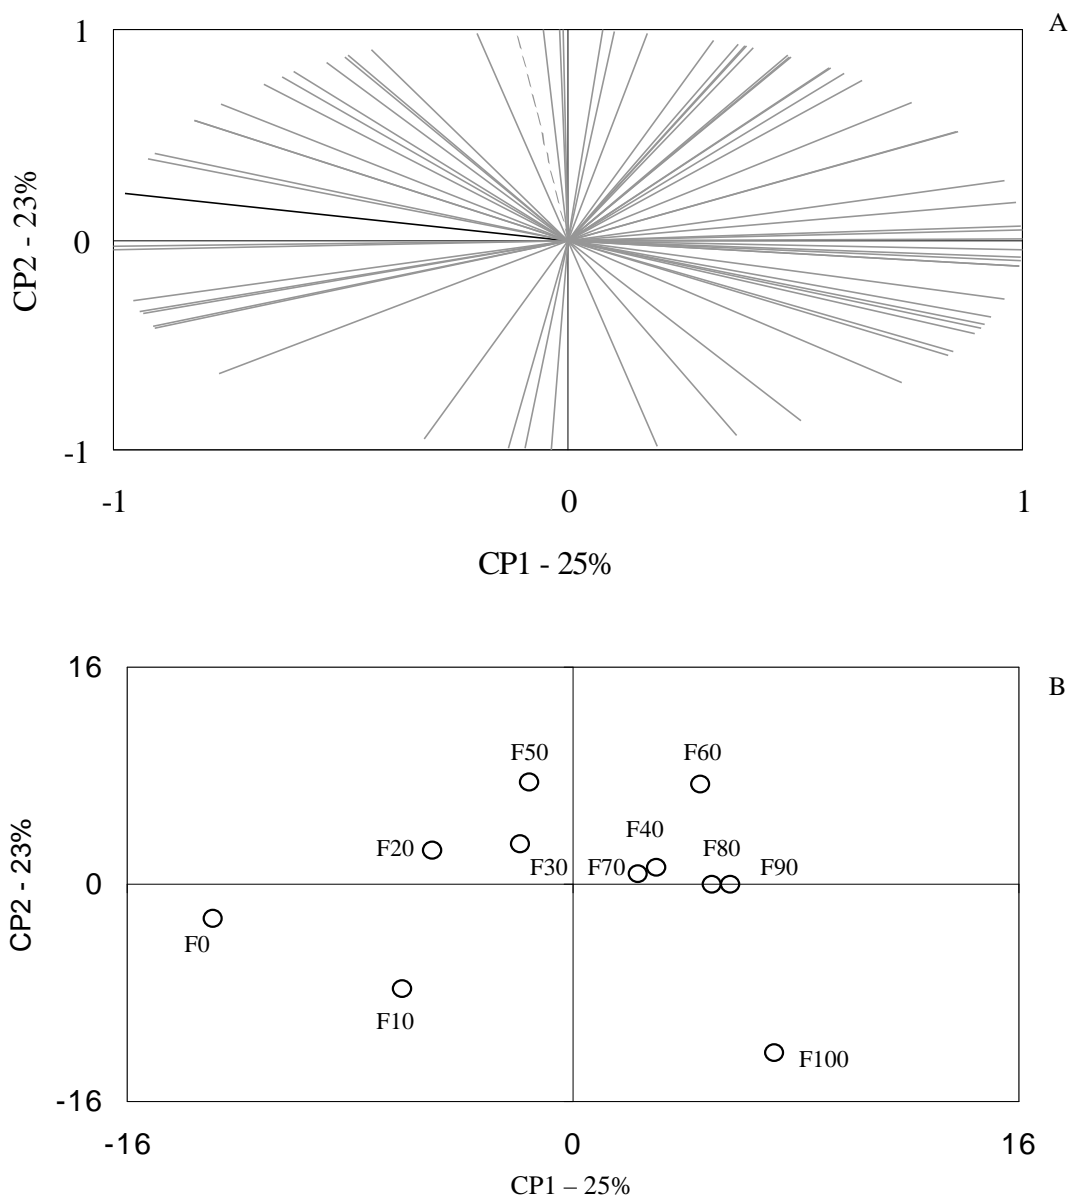 A
1
CP2 - 23%
0
-1
-1 0 1
CP1 - 25%
16
B
F50 F60
F40
F20 F30 F70 F80 F90
CP2 - 23%
0
F0
F10
F100
-16
-16 0 16
CP1 – 25%